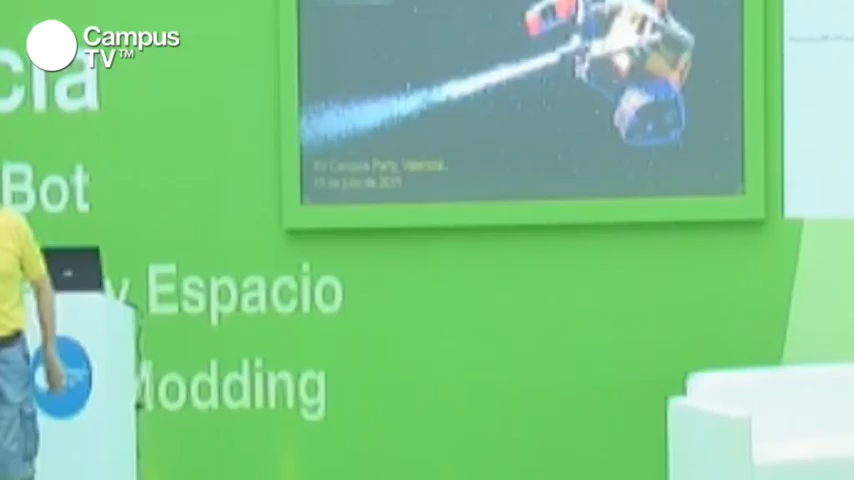 Campus
TV™
cia
Bot
XV Campus Party, Valencia.
15 de julio de 2011
y Espacio
Modding